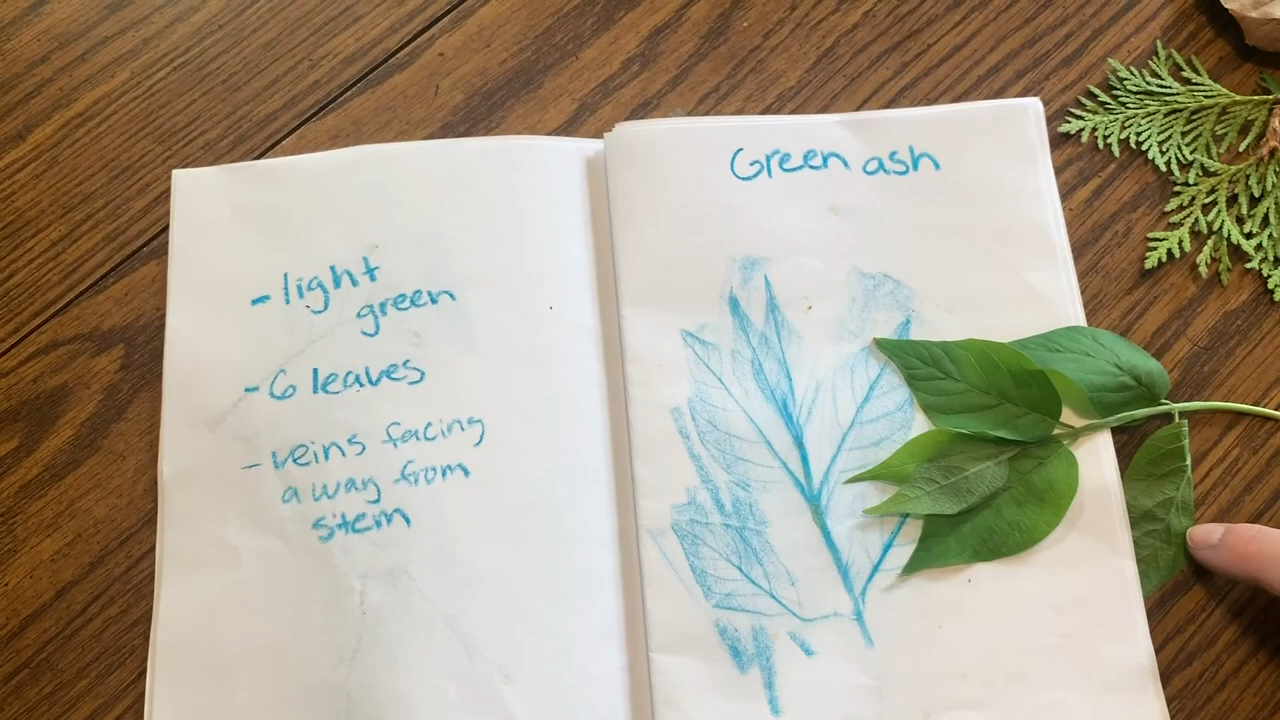 - light
green
- 6 leaves
- veins facing
away from
stem
Green ash